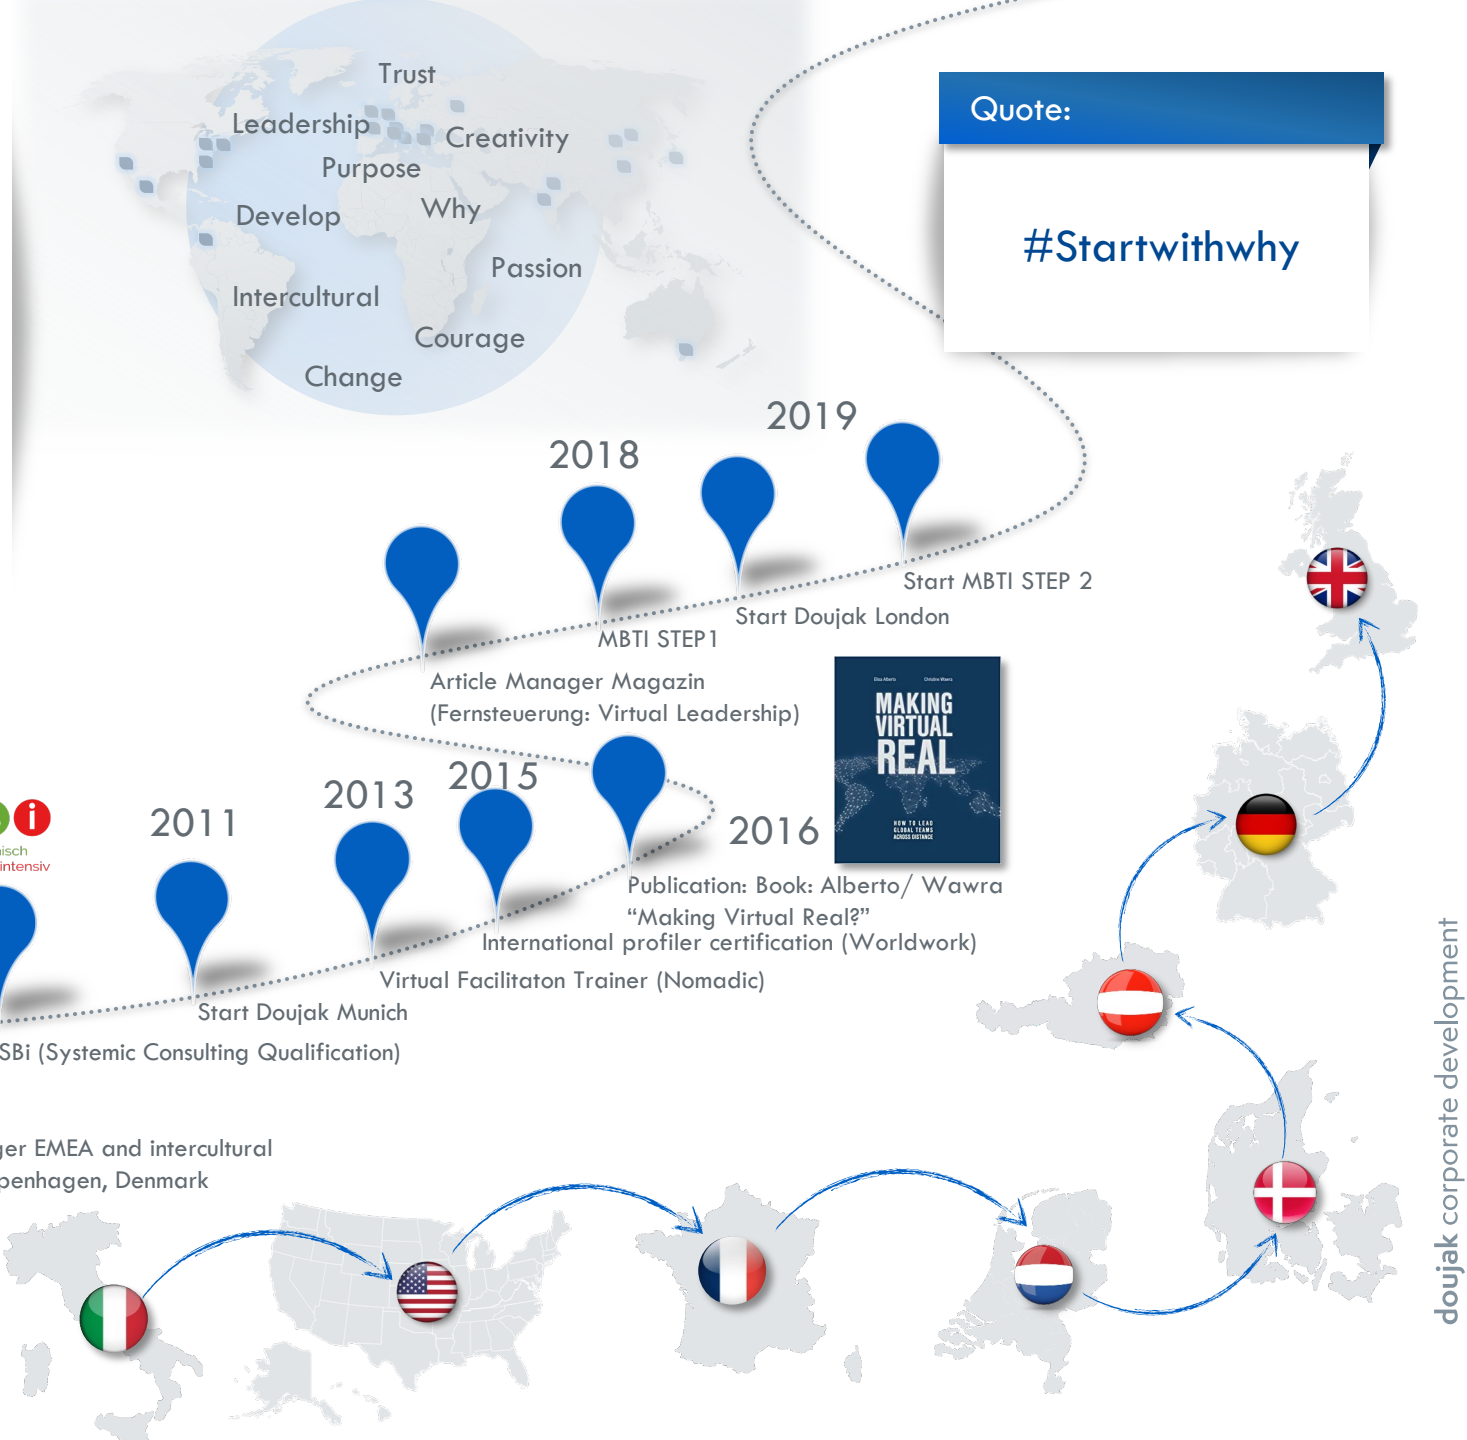 Trust
Leadership
Creativity
Purpose
Develop
Why
Passion
Intercultural
Courage
Change
Quote:
#Startwithwhy
2019
2018
Start MBTI STEP 2
Start Doujak London
MBTI STEP1
Article Manager Magazin
(Fernsteuerung: Virtual Leadership)
Elisa Alberto
Christine Wawra
MAKING
VIRTUAL
REAL
HOW TO LEAD
GLOBAL TEAMS
ACROSS DISTANCE
2015
2013
2011
2016
i
isch
intensiv
Publication: Book: Alberto/ Wawra
“Making Virtual Real?”
International profiler certification (Worldwork)
Virtual Facilitaton Trainer (Nomadic)
Start Doujak Munich
SBi (Systemic Consulting Qualification)
ger EMEA and intercultural
penhagen, Denmark
doujak corporate development